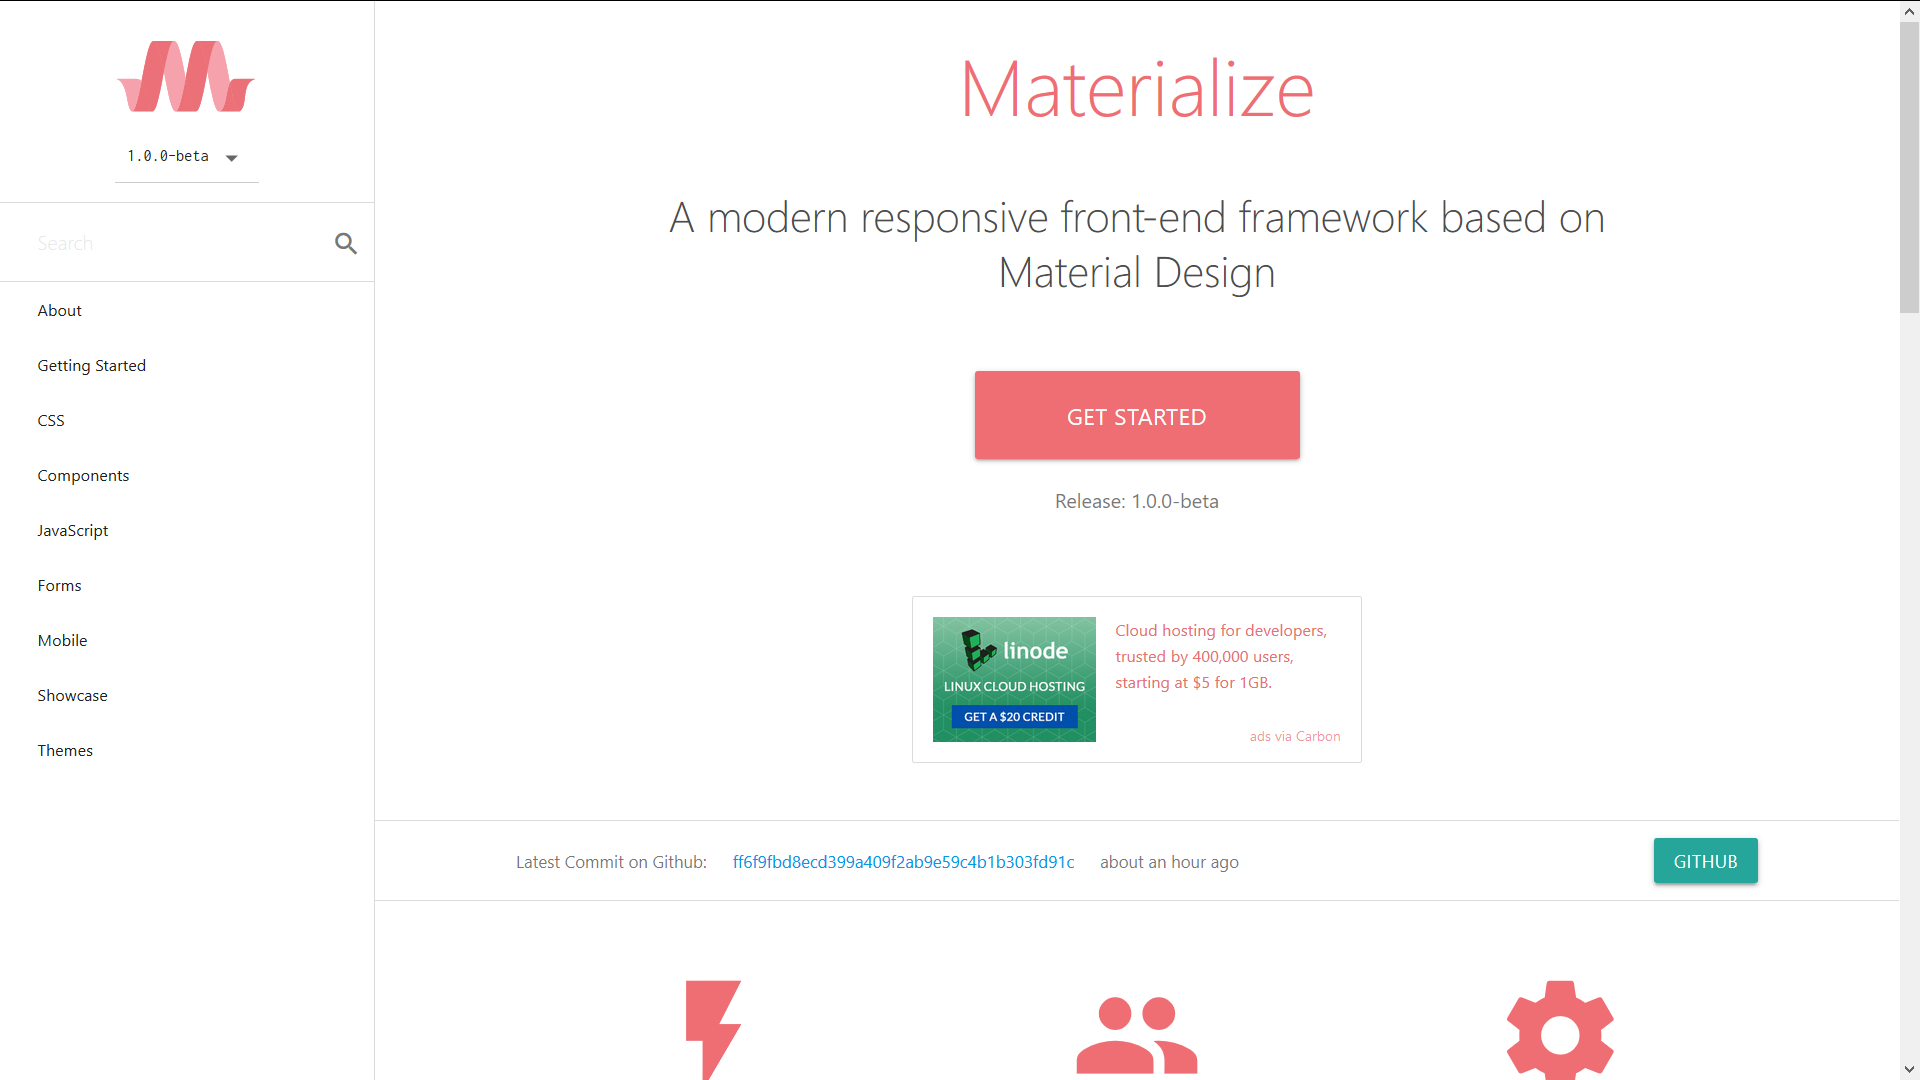 1.0.0-beta
Search
About
Getting Started
CSS
Components
JavaScript
Forms
Mobile
Showcase
Themes
Materialize
A modern responsive front-end framework based on
Material Design
GET STARTED
Release: 1.0.0-beta
linode
LINUX CLOUD HOSTING
GET A $20 CREDIT
Cloud hosting for developers,
trusted by 400,000 users,
starting at $5 for 1GB.
ads via Carbon
Latest Commit on Github: ff6f9fbd8ecd399a409f2ab9e59c4b1b303fd91c about an hour ago
GITHUB